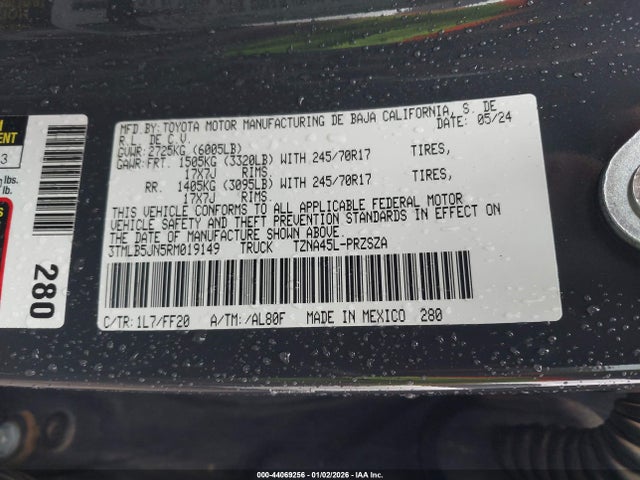 MFD.BY:TOYOTA MOTOR MANUFACTURING DE BAJA CALIFORNIA, S. DE
R.L. DE C.V. 05/24
GVWR:2725KG (6005LB)
GAWR:FRT. 1505KG (3320LB) WITH 245/70R17 TIRES,
17X7J RIMS
RR. 1405KG (3095LB) WITH 245/70R17 TIRES,
17X7J RIMS
THIS VEHICLE CONFORMS TO ALL APPLICABLE FEDERAL MOTOR
VEHICLE SAFETY AND THEFT PREVENTION STANDARDS IN EFFECT ON
THE DATE OF MANUFACTURE SHOWN ABOVE.
3TMLB5JN5RM019149 TRUCK TZNA45L-PRZSZA
C/TR:1L7/FF20 A/TM:/AL80F MADE IN MEXICO 280
ENT
3
lbs.
lb.
280
000-44069256 - 01/02/2026 - IAA Inc.